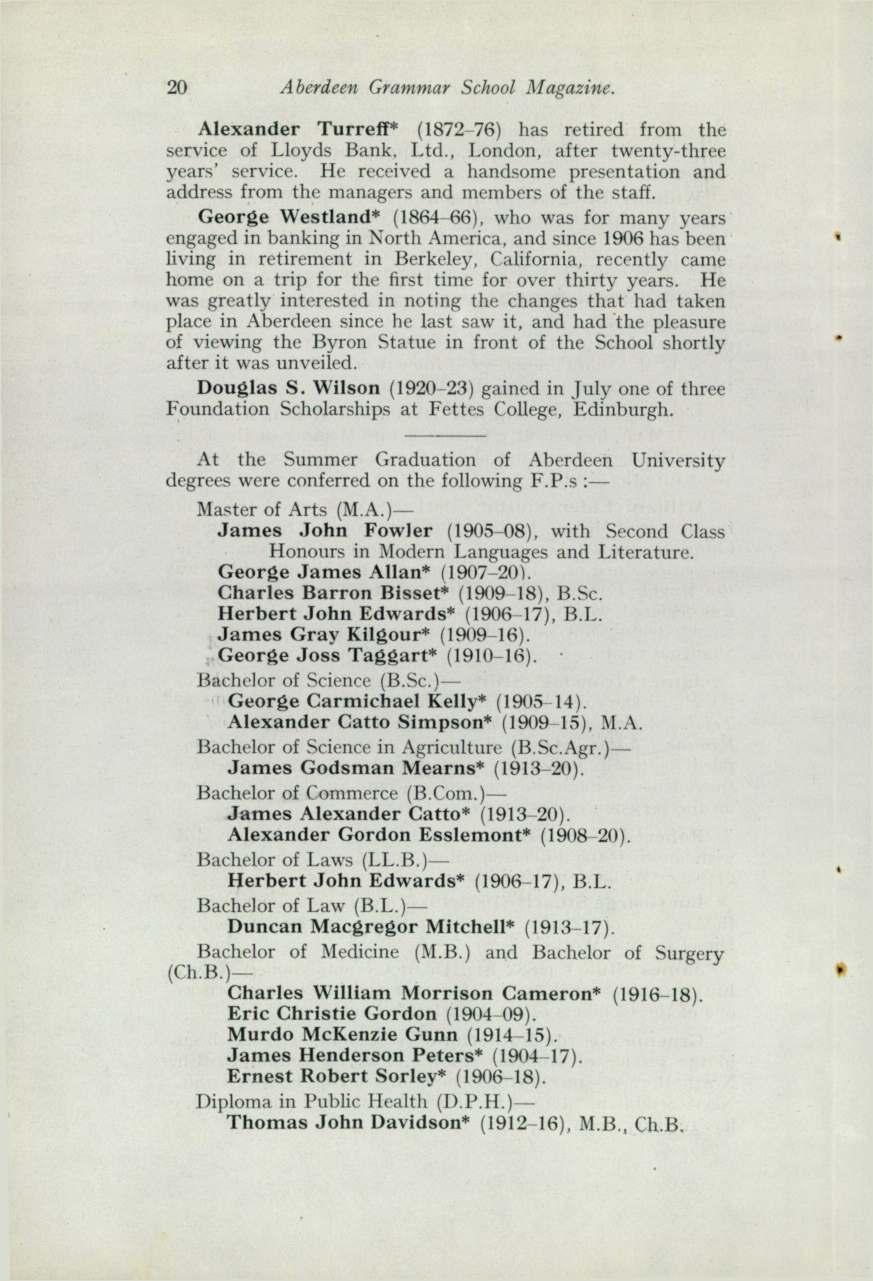 20 Aberdeen Grammar School Magazine.
Alexander Turreff* (1872–76) has retired from the
service of Lloyds Bank, Ltd., London, after twenty-three
years' service. He received a handsome presentation and
address from the managers and members of the staff.
George Westland* (1864–66), who was for many years
engaged in banking in North America, and since 1906 has been
living in retirement in Berkeley, California, recently came
home on a trip for the first time for over thirty years. He
was greatly interested in noting the changes that had taken
place in Aberdeen since he last saw it, and had the pleasure
of viewing the Byron Statue in front of the School shortly
after it was unveiled.
Douglas S. Wilson (1920–23) gained in July one of three
Foundation Scholarships at Fettes College, Edinburgh.
At the Summer Graduation of Aberdeen University
degrees were conferred on the following F.P.s :—
Master of Arts (M.A.)—
James John Fowler (1905–08), with Second Class
Honours in Modern Languages and Literature.
George James Allan* (1907–20).
Charles Barron Bisset* (1909–18), B.Sc.
Herbert John Edwards* (1906–17), B.L.
James Gray Kilgour* (1909–16).
George Joss Taggart* (1910–16).
Bachelor of Science (B.Sc.)—
George Carmichael Kelly* (1905–14).
Alexander Catto Simpson* (1909–15), M.A.
Bachelor of Science in Agriculture (B.Sc.Agr.)—
James Godsman Mearns* (1913–20).
Bachelor of Commerce (B.Com.)—
James Alexander Catto* (1913–20).
Alexander Gordon Esslemont* (1908–20).
Bachelor of Laws (LL.B.)—
Herbert John Edwards* (1906–17), B.L.
Bachelor of Law (B.L.)—
Duncan Macgregor Mitchell* (1913–17).
Bachelor of Medicine (M.B.) and Bachelor of Surgery
(Ch.B.)—
Charles William Morrison Cameron* (1916–18).
Eric Christie Gordon (1904–09).
Murdo McKenzie Gunn (1914–15).
James Henderson Peters* (1904–17).
Ernest Robert Sorley* (1906–18).
Diploma in Public Health (D.P.H.)—
Thomas John Davidson* (1912–16), M.B., Ch.B.